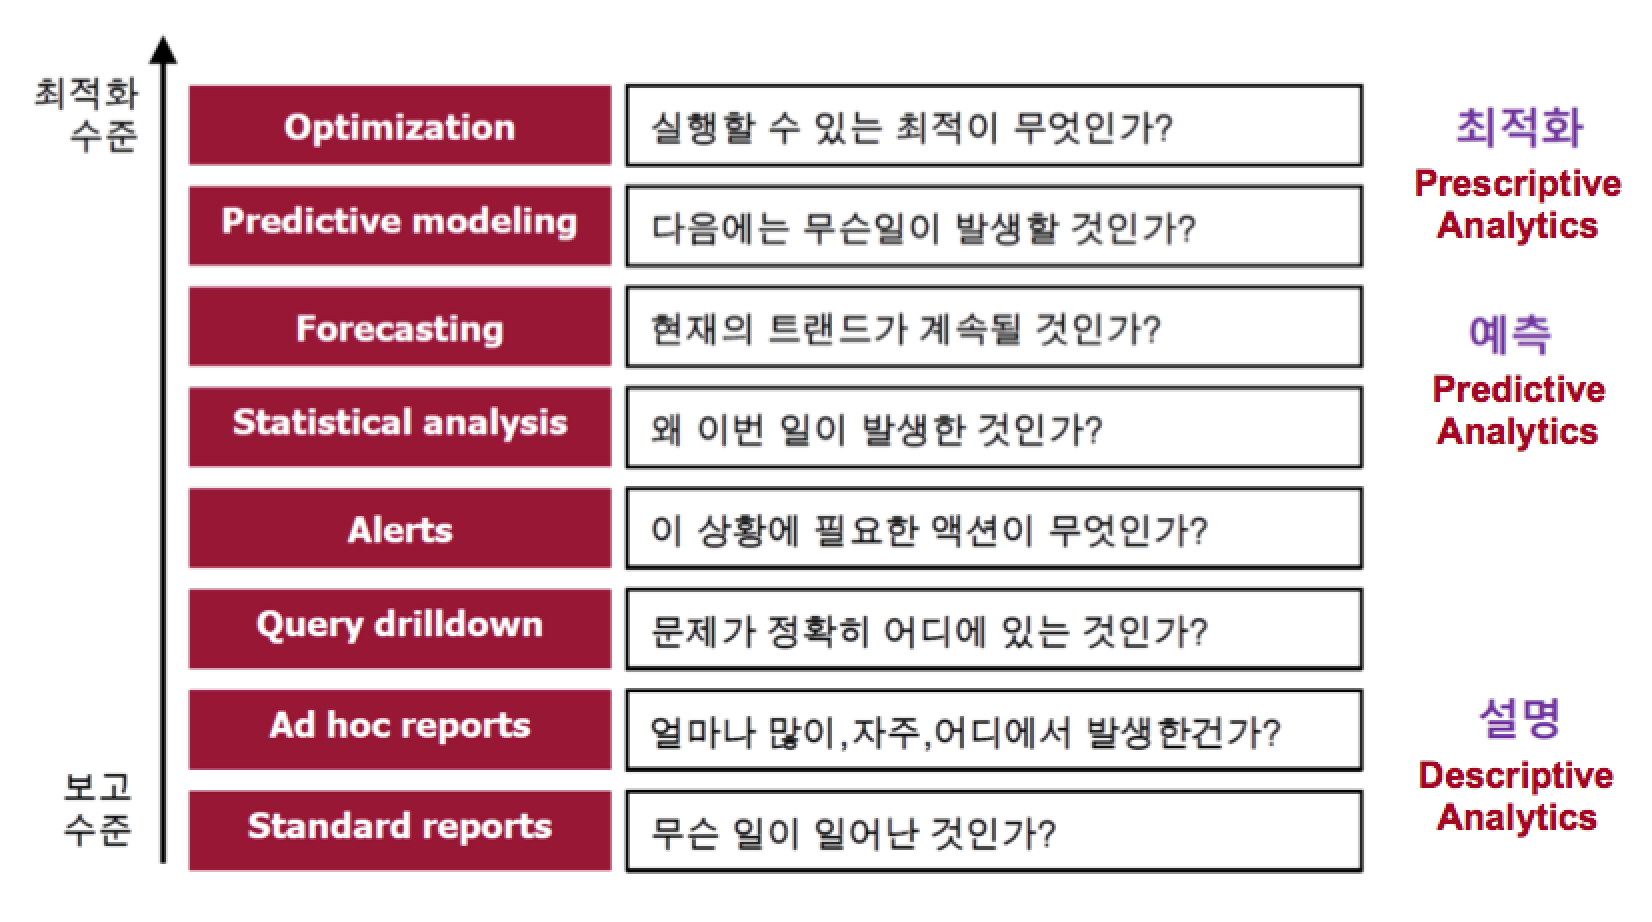 최적화
수준
Optimization
실행할 수 있는 최적이 무엇인가?
최적화
Prescriptive
Analytics
Predictive modeling
다음에는 무슨일이 발생할 것인가?
Forecasting
현재의 트랜드가 계속될 것인가?
예측
Predictive
Analytics
Statistical analysis
왜 이번 일이 발생한 것인가?
Alerts
이 상황에 필요한 액션이 무엇인가?
Query drilldown
문제가 정확히 어디에 있는 것인가?
Ad hoc reports
얼마나 많이,자주,어디에서 발생한건가?
설명
Descriptive
Analytics
보고
수준
Standard reports
무슨 일이 일어난 것인가?